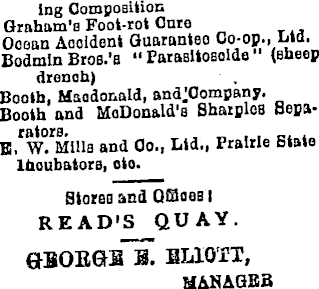 ing Composition
Graham's Foot-rot Cure
Ocean Accident Guarantee Co-op., Ltd.
Bodmin Bros.'s "Parasitoscide" (sheep
drench)
Booth, Macdonald, and Company.
Booth and McDonald's Sharples Sepa-
rators.
E. W. Mills and Co., Ltd., Prairie State
Incubators, etc.
Stores and Offices:
READ'S QUAY.
GEORGE E. ELIOTT,
MANAGER